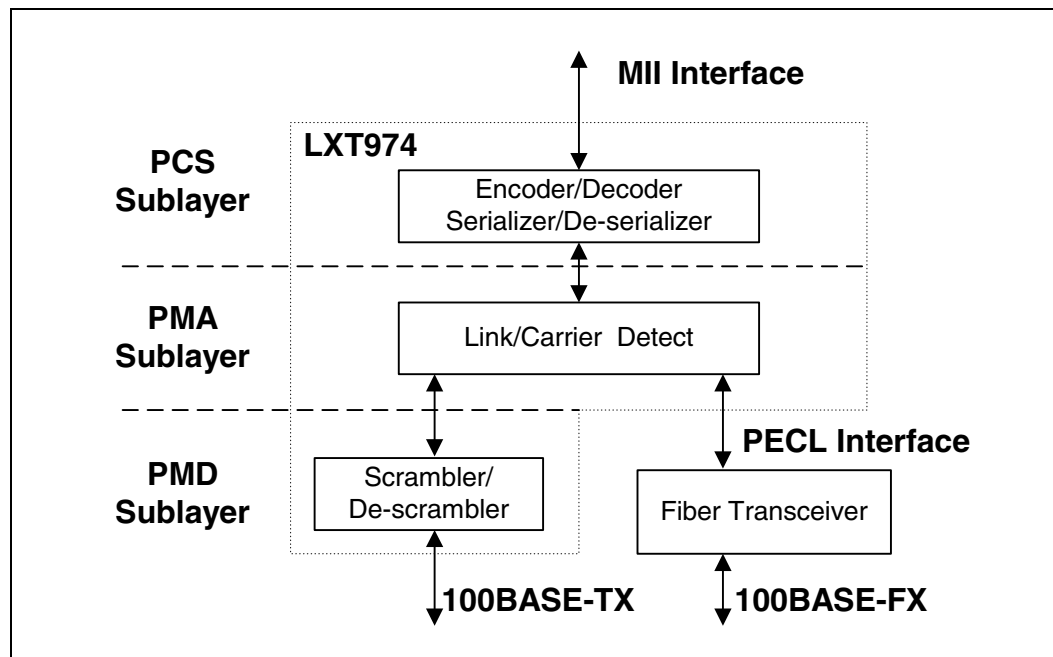 MII Interface
LXT974
PCS
Sublayer
Encoder/Decoder
Serializer/De-serializer
PMA
Sublayer
Link/Carrier Detect
PECL Interface
PMD
Sublayer
Scrambler/
De-scrambler
Fiber Transceiver
100BASE-TX
100BASE-FX